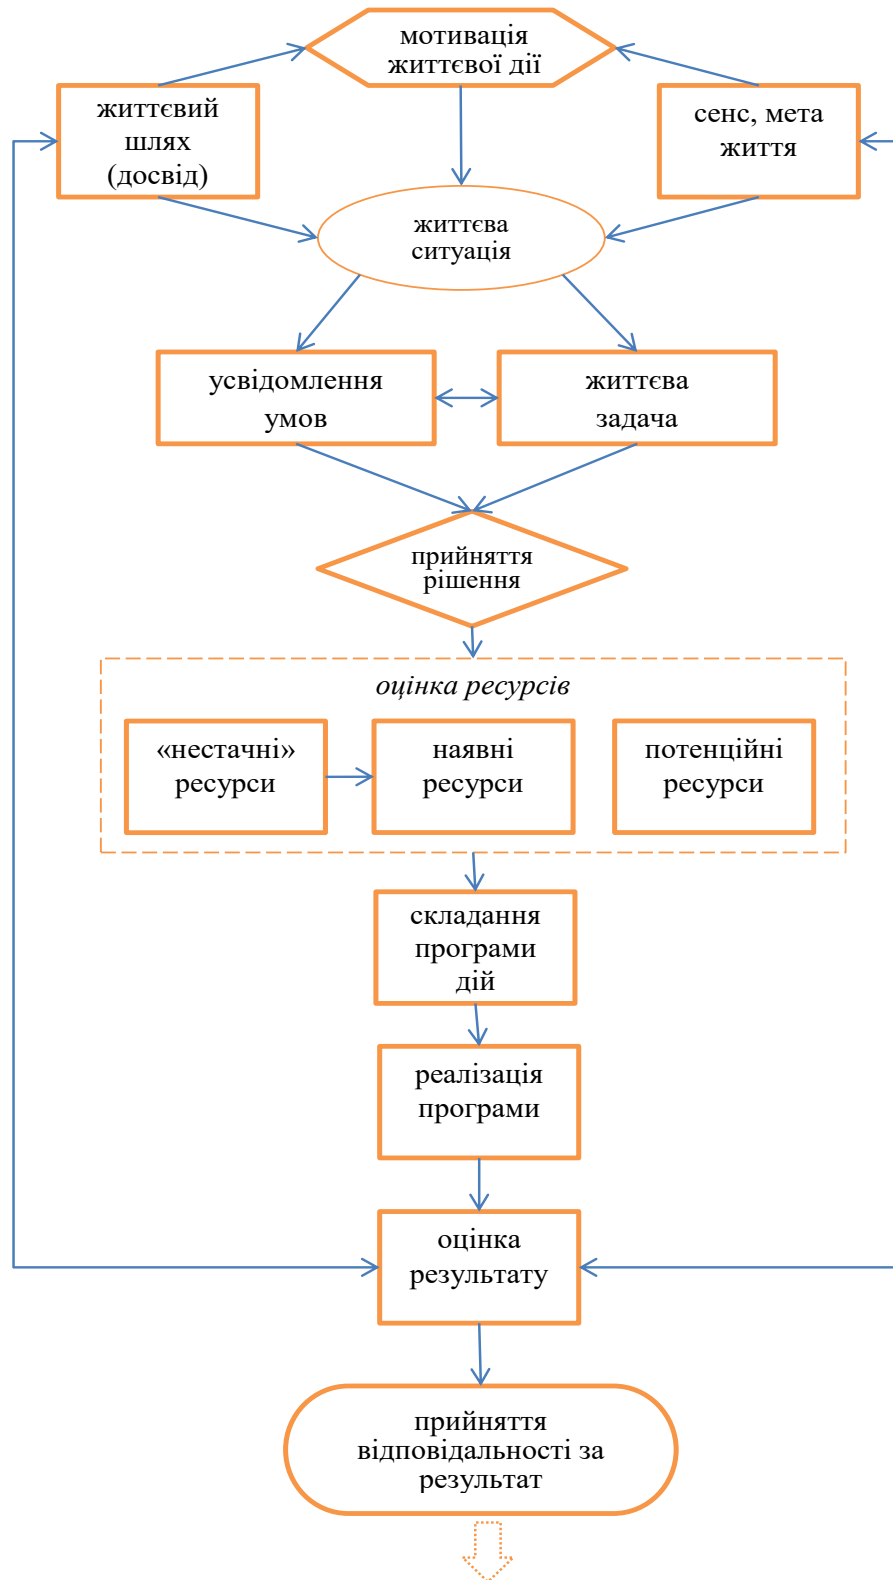 мотивація
життєвої дії
життєвий
шлях
(досвід)
сенс, мета
життя
життєва
ситуація
усвідомлення
умов
життєва
задача
прийняття
рішення
оцінка ресурсів
«нестачні»
ресурси
наявні
ресурси
потенційні
ресурси
складання
програми
дій
реалізація
програми
оцінка
результату
прийняття
відповідальності за
результат